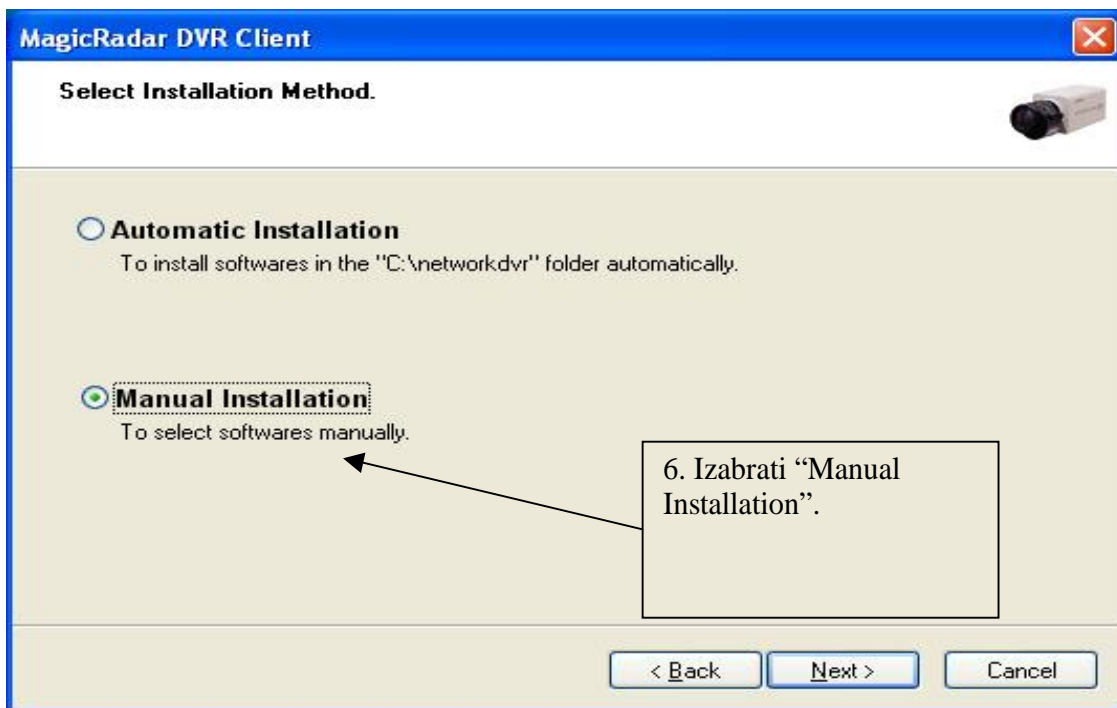 MagicRadar DVR Client
Select Installation Method.
Automatic Installation
To install softwares in the "C:\networkdvr" folder automatically.
Manual Installation
To select softwares manually.
6. Izabrati “Manual
Installation”.
< Back
Next >
Cancel